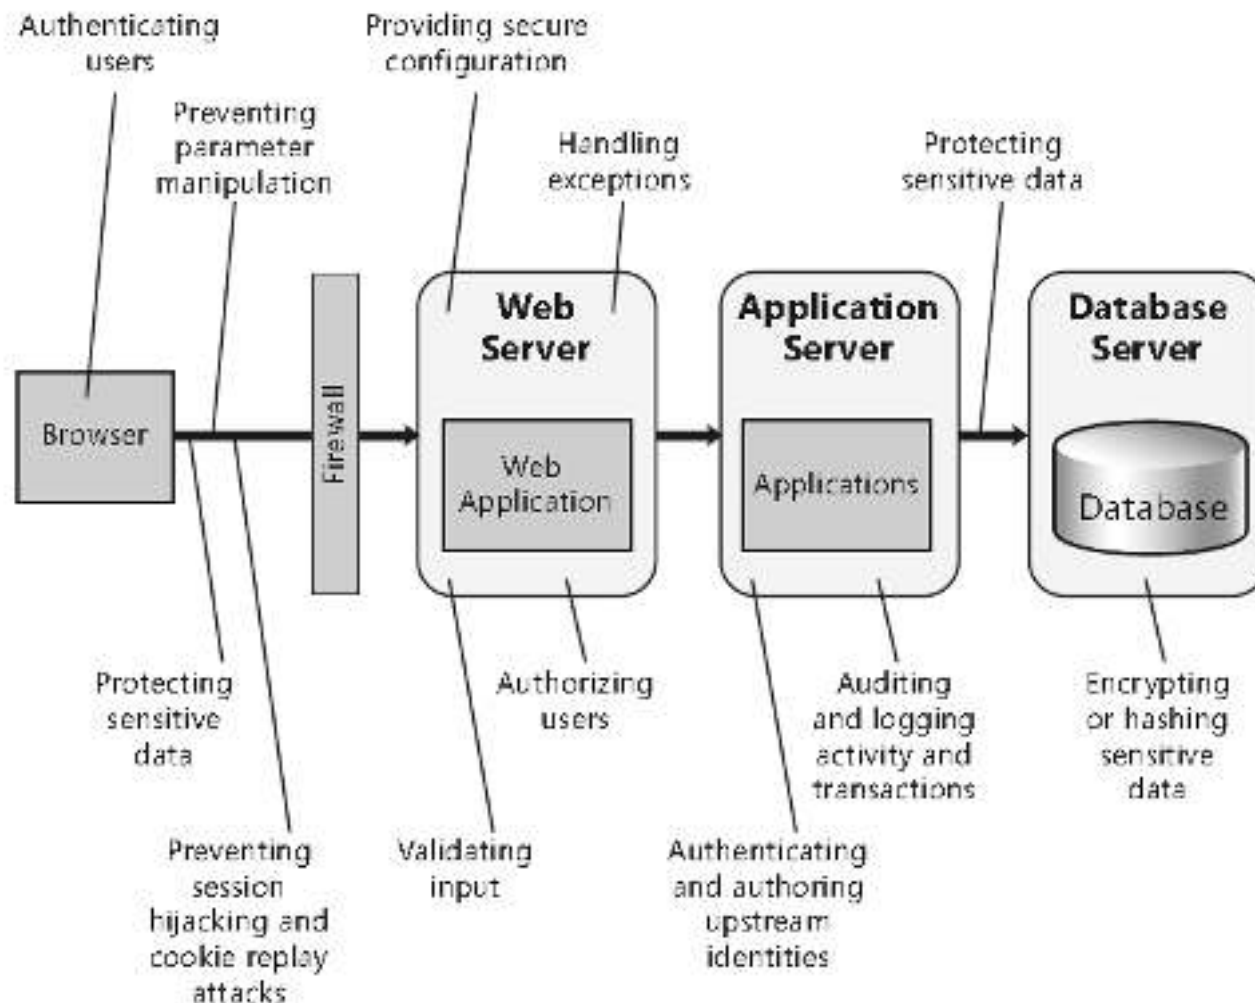 Authenticating
users
Providing secure
configuration
Preventing
parameter
manipulation
Handling
exceptions
Protecting
sensitive data
Web
Server
Application
Server
Database
Server
Browser
Firewall
Web
Application
Applications
Database
Protecting
sensitive
data
Authorizing
users
Auditing
and logging
activity and
transactions
Encrypting
or hashing
sensitive
data
Preventing
session
hijacking and
cookie replay
attacks
Validating
input
Authenticating
and authoring
upstream
identities